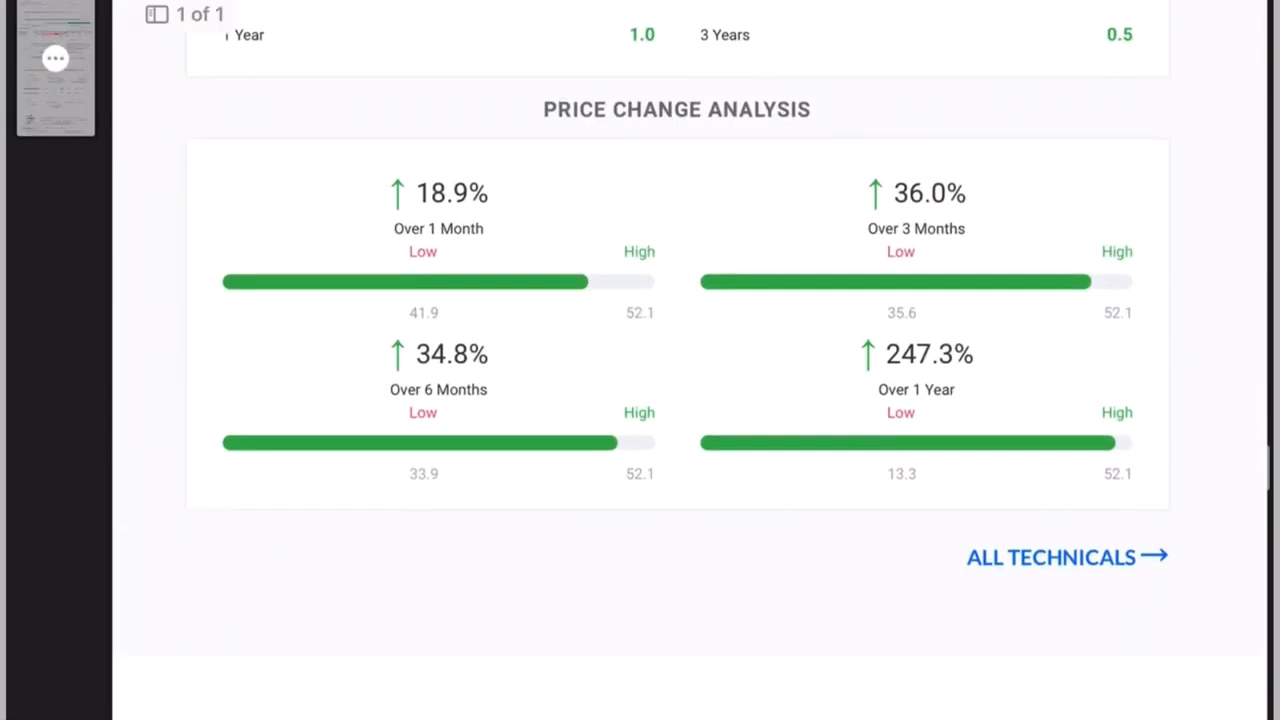 1 of 1
1 Year 1.0 3 Years 0.5
PRICE CHANGE ANALYSIS
↑ 18.9% ↑ 36.0%
Over 1 Month Over 3 Months
Low High Low High
41.9 52.1 35.6 52.1
↑ 34.8% ↑ 247.3%
Over 6 Months Over 1 Year
Low High Low High
33.9 52.1 13.3 52.1
ALL TECHNICALS →